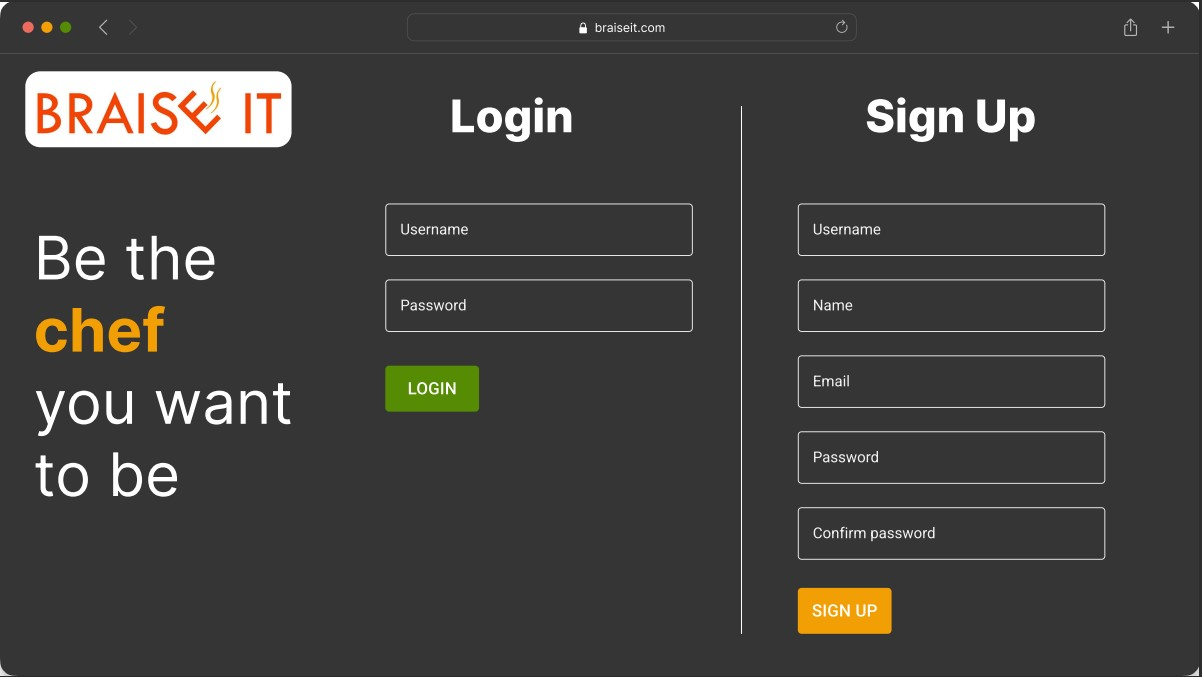 braiseit.com
BRAISE IT
Be the
chef
you want
to be
Login
Username
Password
LOGIN
Sign Up
Username
Name
Email
Password
Confirm password
SIGN UP